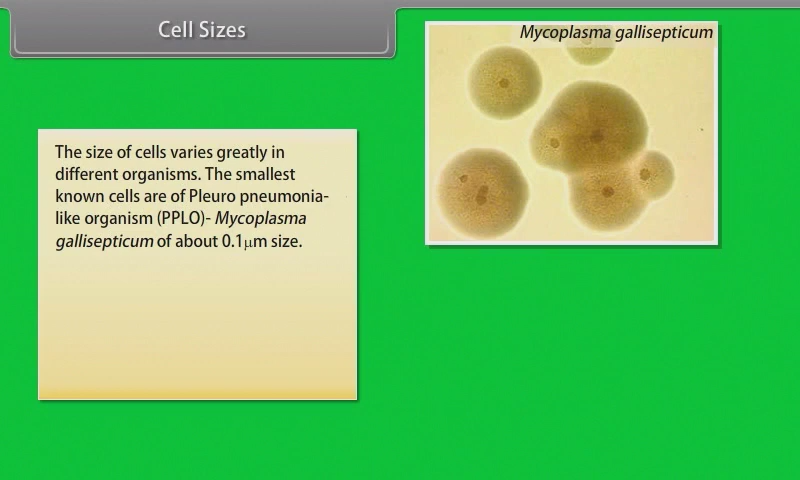 Cell Sizes
Mycoplasma gallisepticum
The size of cells varies greatly in
different organisms. The smallest
known cells are of Pleuro pneumonia-
like organism (PPLO)- Mycoplasma
gallisepticum of about 0.1μm size.